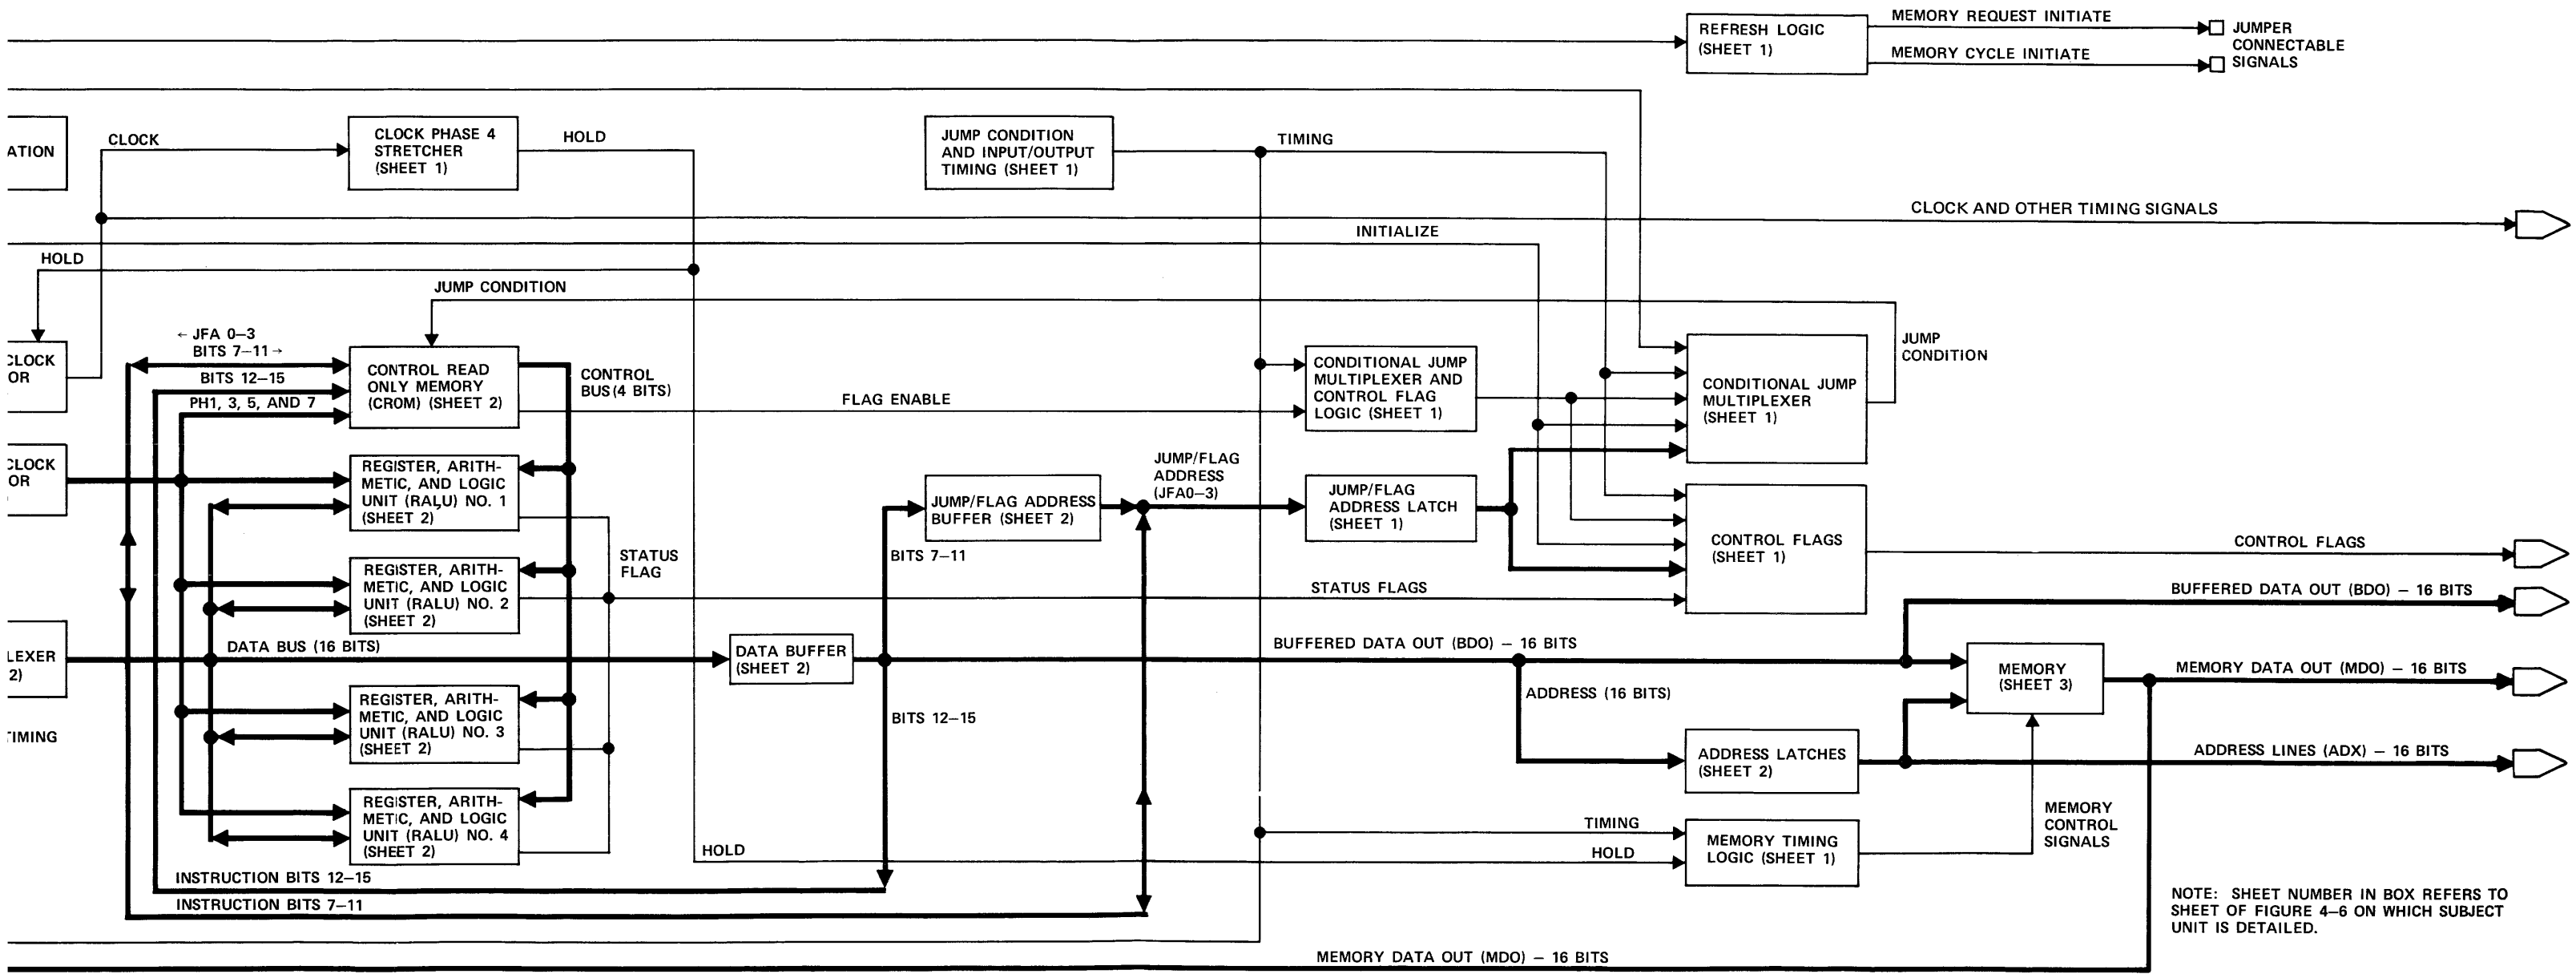 REFRESH LOGIC
(SHEET 1)
MEMORY REQUEST INITIATE
MEMORY CYCLE INITIATE
JUMPER
CONNECTABLE
SIGNALS
ATION
CLOCK
CLOCK PHASE 4
STRETCHER
(SHEET 1)
HOLD
JUMP CONDITION
AND INPUT/OUTPUT
TIMING (SHEET 1)
TIMING
CLOCK AND OTHER TIMING SIGNALS
INITIALIZE
HOLD
JUMP CONDITION
← JFA 0–3
BITS 7–11→
BITS 12–15
PH1, 3, 5, AND 7
CLOCK
OR
CONTROL READ
ONLY MEMORY
(CROM) (SHEET 2)
CONTROL
BUS(4 BITS)
FLAG ENABLE
CONDITIONAL JUMP
MULTIPLEXER AND
CONTROL FLAG
LOGIC (SHEET 1)
CONDITIONAL JUMP
MULTIPLEXER
(SHEET 1)
JUMP
CONDITION
CLOCK
OR
)
REGISTER, ARITH-
METIC, AND LOGIC
UNIT (RALU) NO. 1
(SHEET 2)
JUMP/FLAG ADDRESS
BUFFER (SHEET 2)
JUMP/FLAG
ADDRESS
(JFA0–3)
JUMP/FLAG
ADDRESS LATCH
(SHEET 1)
CONTROL FLAGS
(SHEET 1)
CONTROL FLAGS
STATUS
FLAG
BITS 7–11
REGISTER, ARITH-
METIC, AND LOGIC
UNIT (RALU) NO. 2
(SHEET 2)
STATUS FLAGS
BUFFERED DATA OUT (BDO) – 16 BITS
LEXER
2)
DATA BUS (16 BITS)
DATA BUFFER
(SHEET 2)
BUFFERED DATA OUT (BDO) – 16 BITS
MEMORY
(SHEET 3)
MEMORY DATA OUT (MDO) – 16 BITS
ADDRESS (16 BITS)
BITS 12–15
REGISTER, ARITH-
METIC, AND LOGIC
UNIT (RALU) NO. 3
(SHEET 2)
TIMING
ADDRESS LATCHES
(SHEET 2)
ADDRESS LINES (ADX) – 16 BITS
REGISTER, ARITH-
METIC, AND LOGIC
UNIT (RALU) NO. 4
(SHEET 2)
HOLD
TIMING
HOLD
MEMORY TIMING
LOGIC (SHEET 1)
MEMORY
CONTROL
SIGNALS
INSTRUCTION BITS 12–15
INSTRUCTION BITS 7–11
NOTE: SHEET NUMBER IN BOX REFERS TO
SHEET OF FIGURE 4–6 ON WHICH SUBJECT
UNIT IS DETAILED.
MEMORY DATA OUT (MDO) – 16 BITS